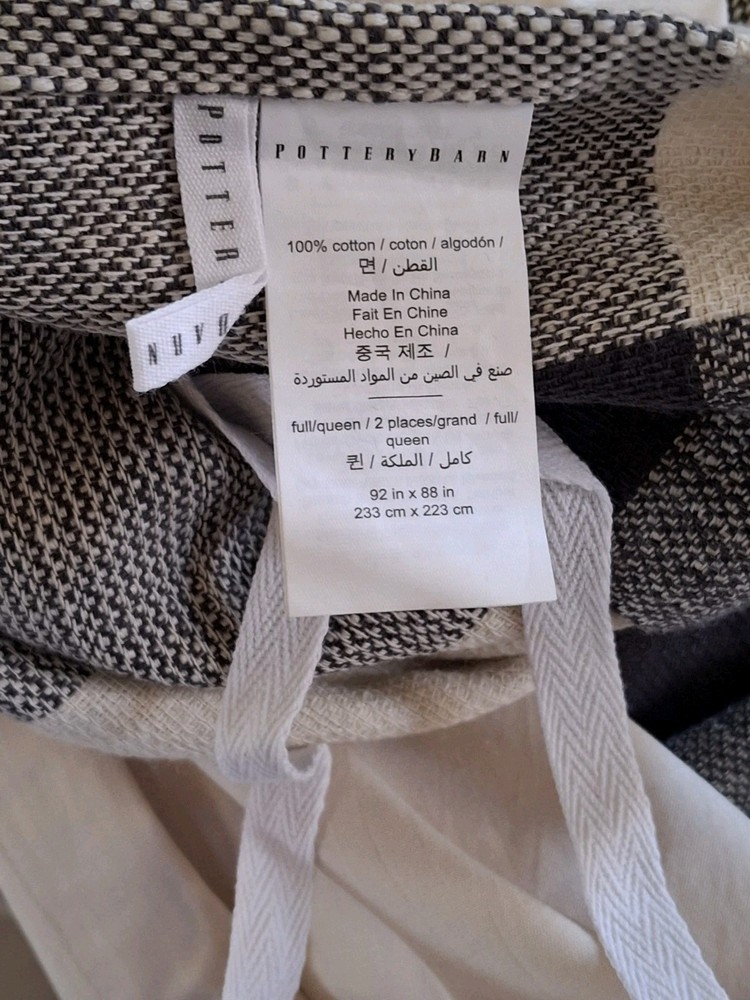 POTTERY BARN
POTTERYBARN
100% cotton / coton / algodón /
면 / القطن
Made In China
Fait En Chine
Hecho En China
중국 제조 /
صنع في الصين من المواد المستوردة
full/queen / 2 places/grand / full/
queen
퀸 / الملكة / كامل
92 in x 88 in
233 cm x 223 cm